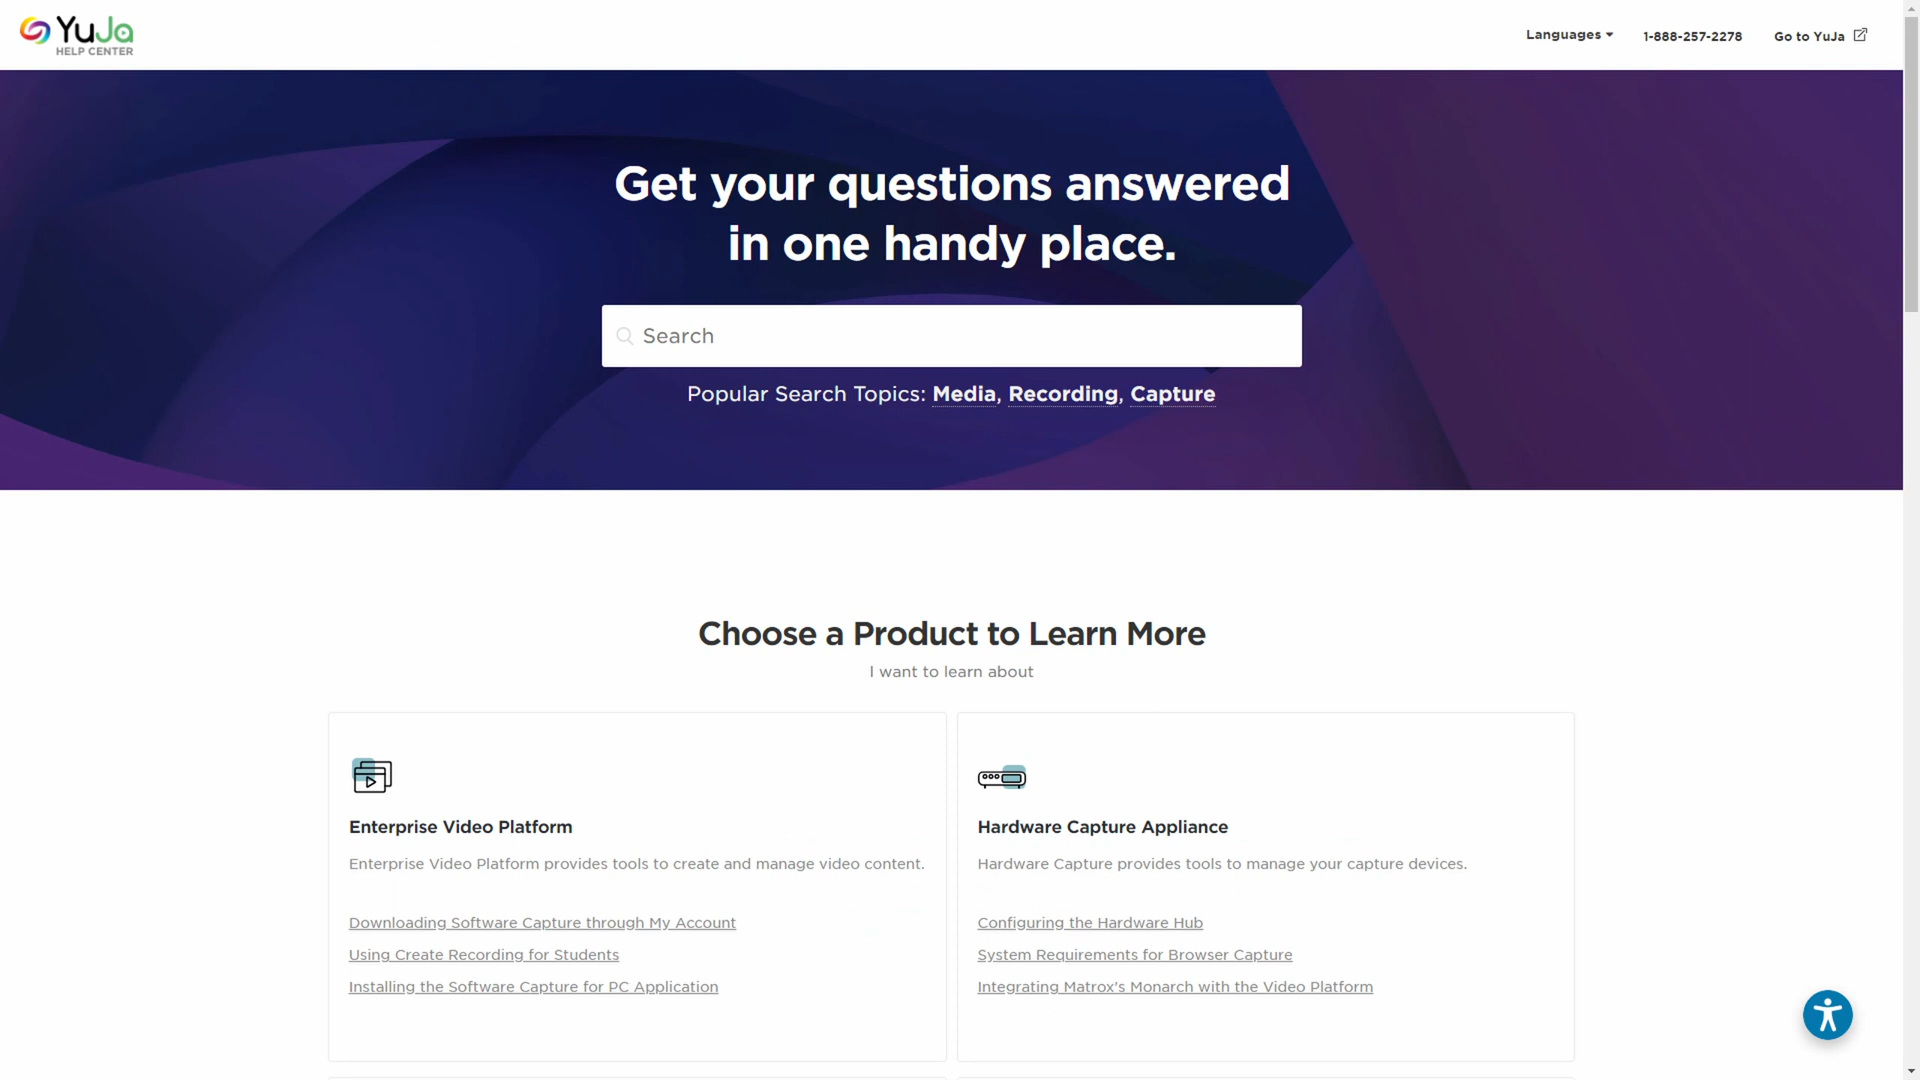 YuJa
HELP CENTER
Languages
1-888-257-2278
Go to YuJa
Get your questions answered
in one handy place.
Search
Popular Search Topics: Media, Recording, Capture
Choose a Product to Learn More
I want to learn about
Enterprise Video Platform
Enterprise Video Platform provides tools to create and manage video content.
Downloading Software Capture through My Account
Using Create Recording for Students
Installing the Software Capture for PC Application
Hardware Capture Appliance
Hardware Capture provides tools to manage your capture devices.
Configuring the Hardware Hub
System Requirements for Browser Capture
Integrating Matrox's Monarch with the Video Platform